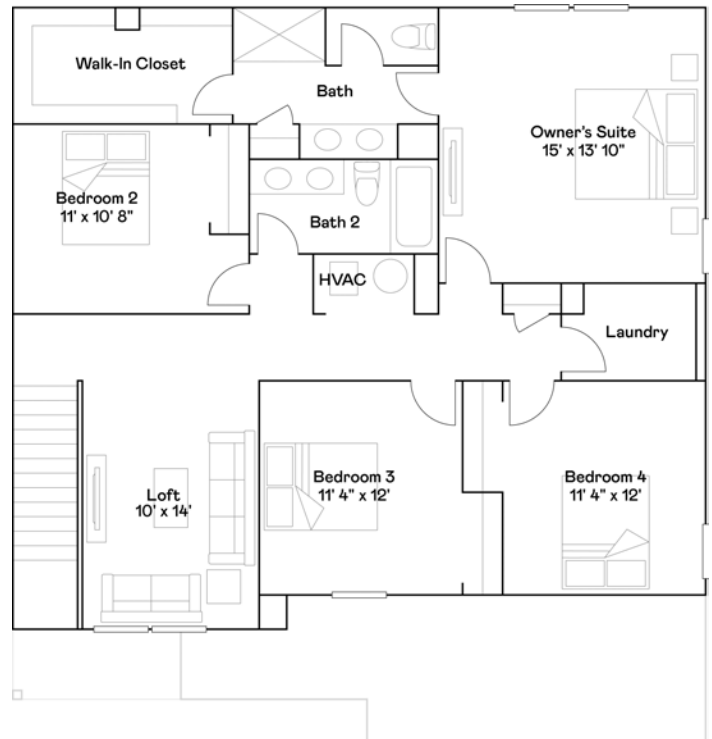 Walk-In Closet
Bath
Owner's Suite
15' x 13' 10"
Bedroom 2
11' x 10' 8"
Bath 2
HVAC
Laundry
Loft
10' x 14'
Bedroom 3
11' 4" x 12'
Bedroom 4
11' 4" x 12'